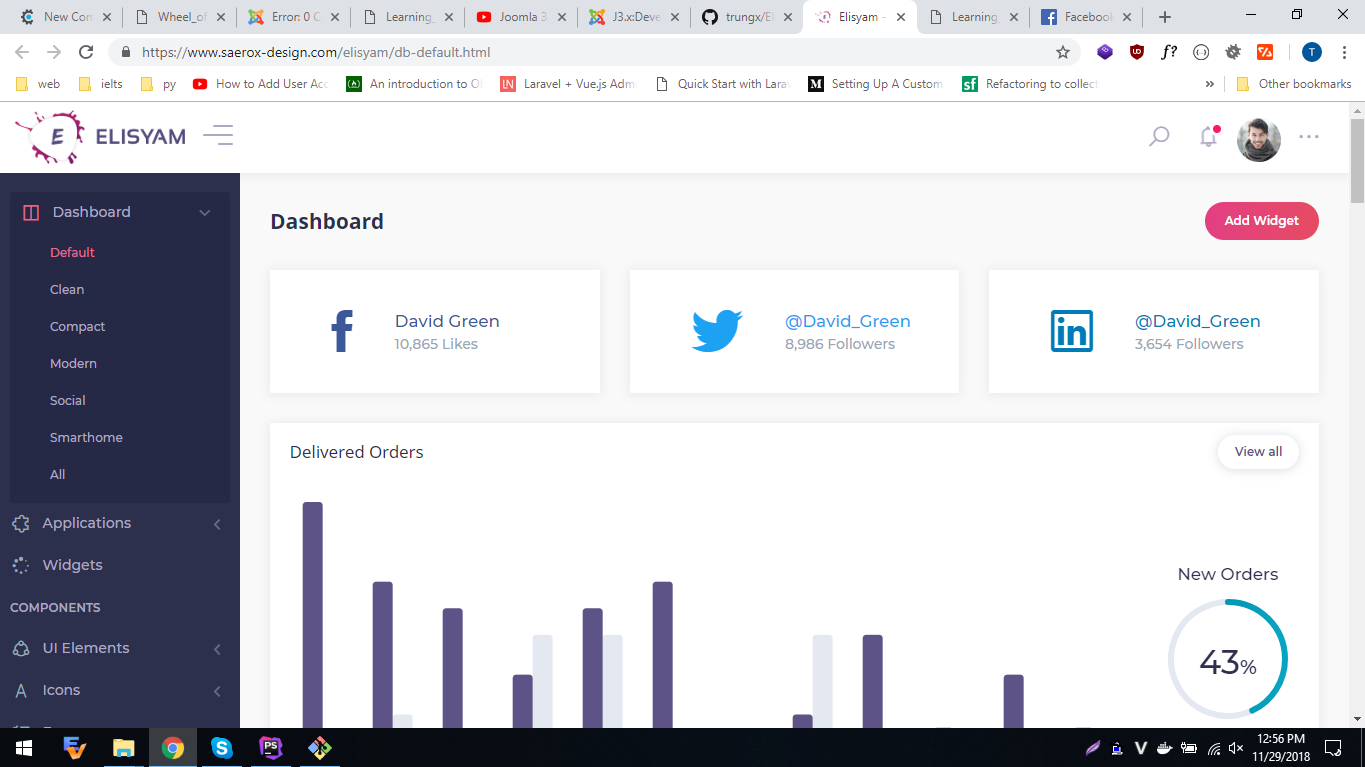 New Com
Wheel_of
Error: 0 C
Learning_
Joomla 3
J3.x:Deve
trungx/El
Elisyam -
Learning_
Facebook
https://www.saerox-design.com/elisyam/db-default.html
f?
T
web
ielts
py
How to Add User Acc
An introduction to O
Laravel + Vue.js Adm
Quick Start with Larav
Setting Up A Custom
Refactoring to collect
»
Other bookmarks
E ELISYAM
Dashboard
Default
Clean
Compact
Modern
Social
Smarthome
All
Applications
Widgets
COMPONENTS
UI Elements
Icons
Dashboard
Add Widget
David Green
10,865 Likes
@David_Green
8,986 Followers
@David_Green
3,654 Followers
Delivered Orders
View all
New Orders
43%
12:56 PM
11/29/2018